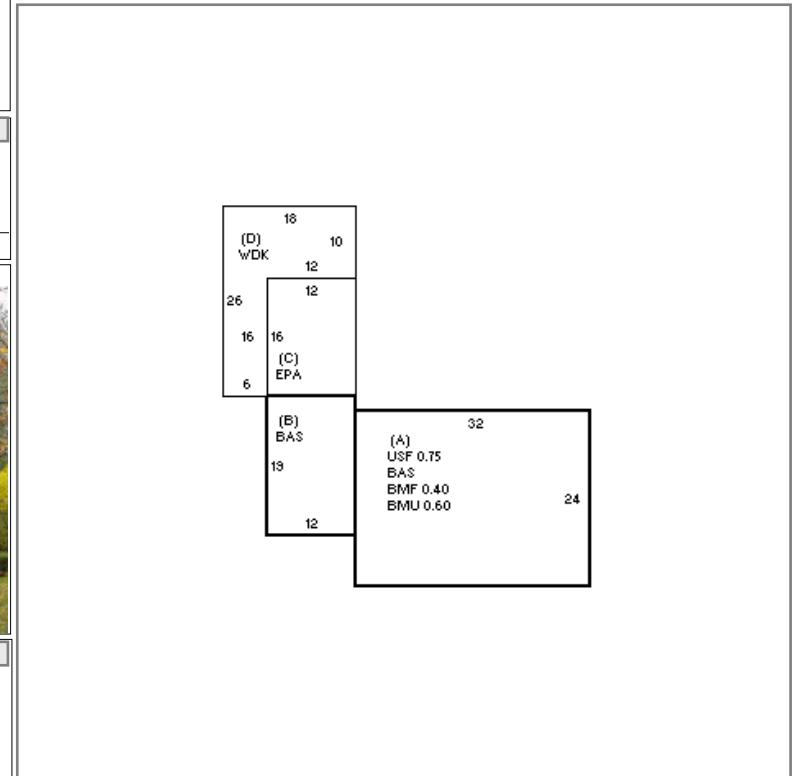 18
(D)
WDK
10
12
12
26
16
16
(C)
EPA
6
(B)
BAS
19
12
32
(A)
USF 0.75
BAS
BMF 0.40
BMU 0.60
24